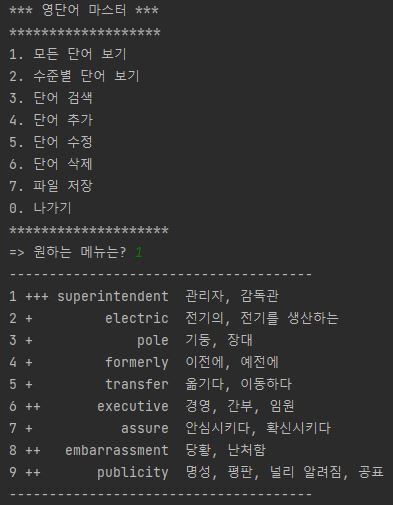 *** 영단어 마스터 ***
*******************
1. 모든 단어 보기
2. 수준별 단어 보기
3. 단어 검색
4. 단어 추가
5. 단어 수정
6. 단어 삭제
7. 파일 저장
0. 나가기
********************
=> 원하는 메뉴는? 1
--------------------------------------
1 +++ superintendent 관리자, 감독관
2 + electric 전기의, 전기를 생산하는
3 + pole 기둥, 장대
4 + formerly 이전에, 예전에
5 + transfer 옮기다, 이동하다
6 ++ executive 경영, 간부, 임원
7 + assure 안심시키다, 확신시키다
8 ++ embarrassment 당황, 난처함
9 ++ publicity 명성, 평판, 널리 알려짐, 공표
--------------------------------------